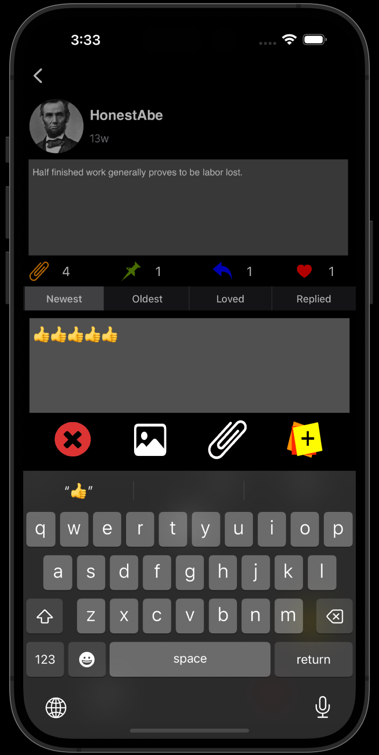 3:33
HonestAbe
13w
Half finished work generally proves to be labor lost.
4 1 1 1
Newest Oldest Loved Replied
👍👍👍👍👍
“👍”
q w e r t y u i o p
a s d f g h j k l
z x c v b n m
123 space return